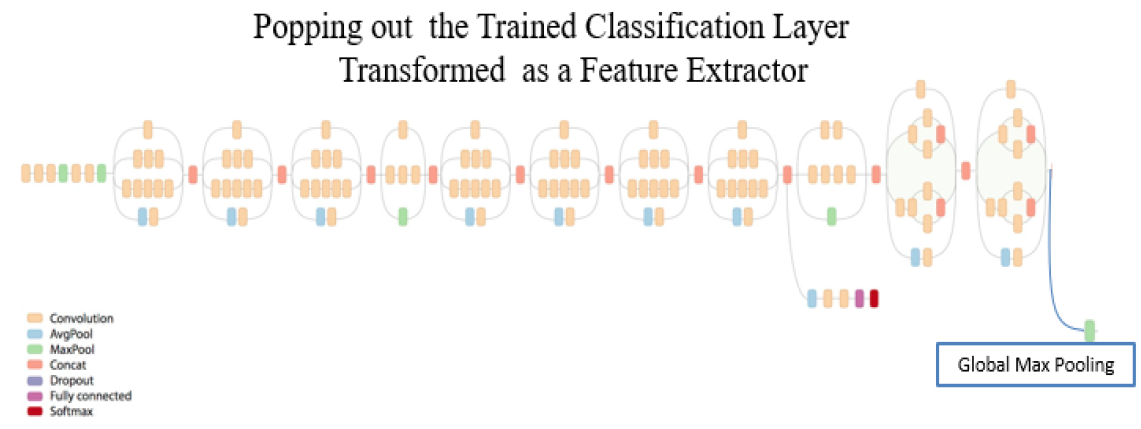 Popping out the Trained Classification Layer
Transformed as a Feature Extractor
Convolution
AvgPool
MaxPool
Concat
Dropout
Fully connected
Softmax
Global Max Pooling